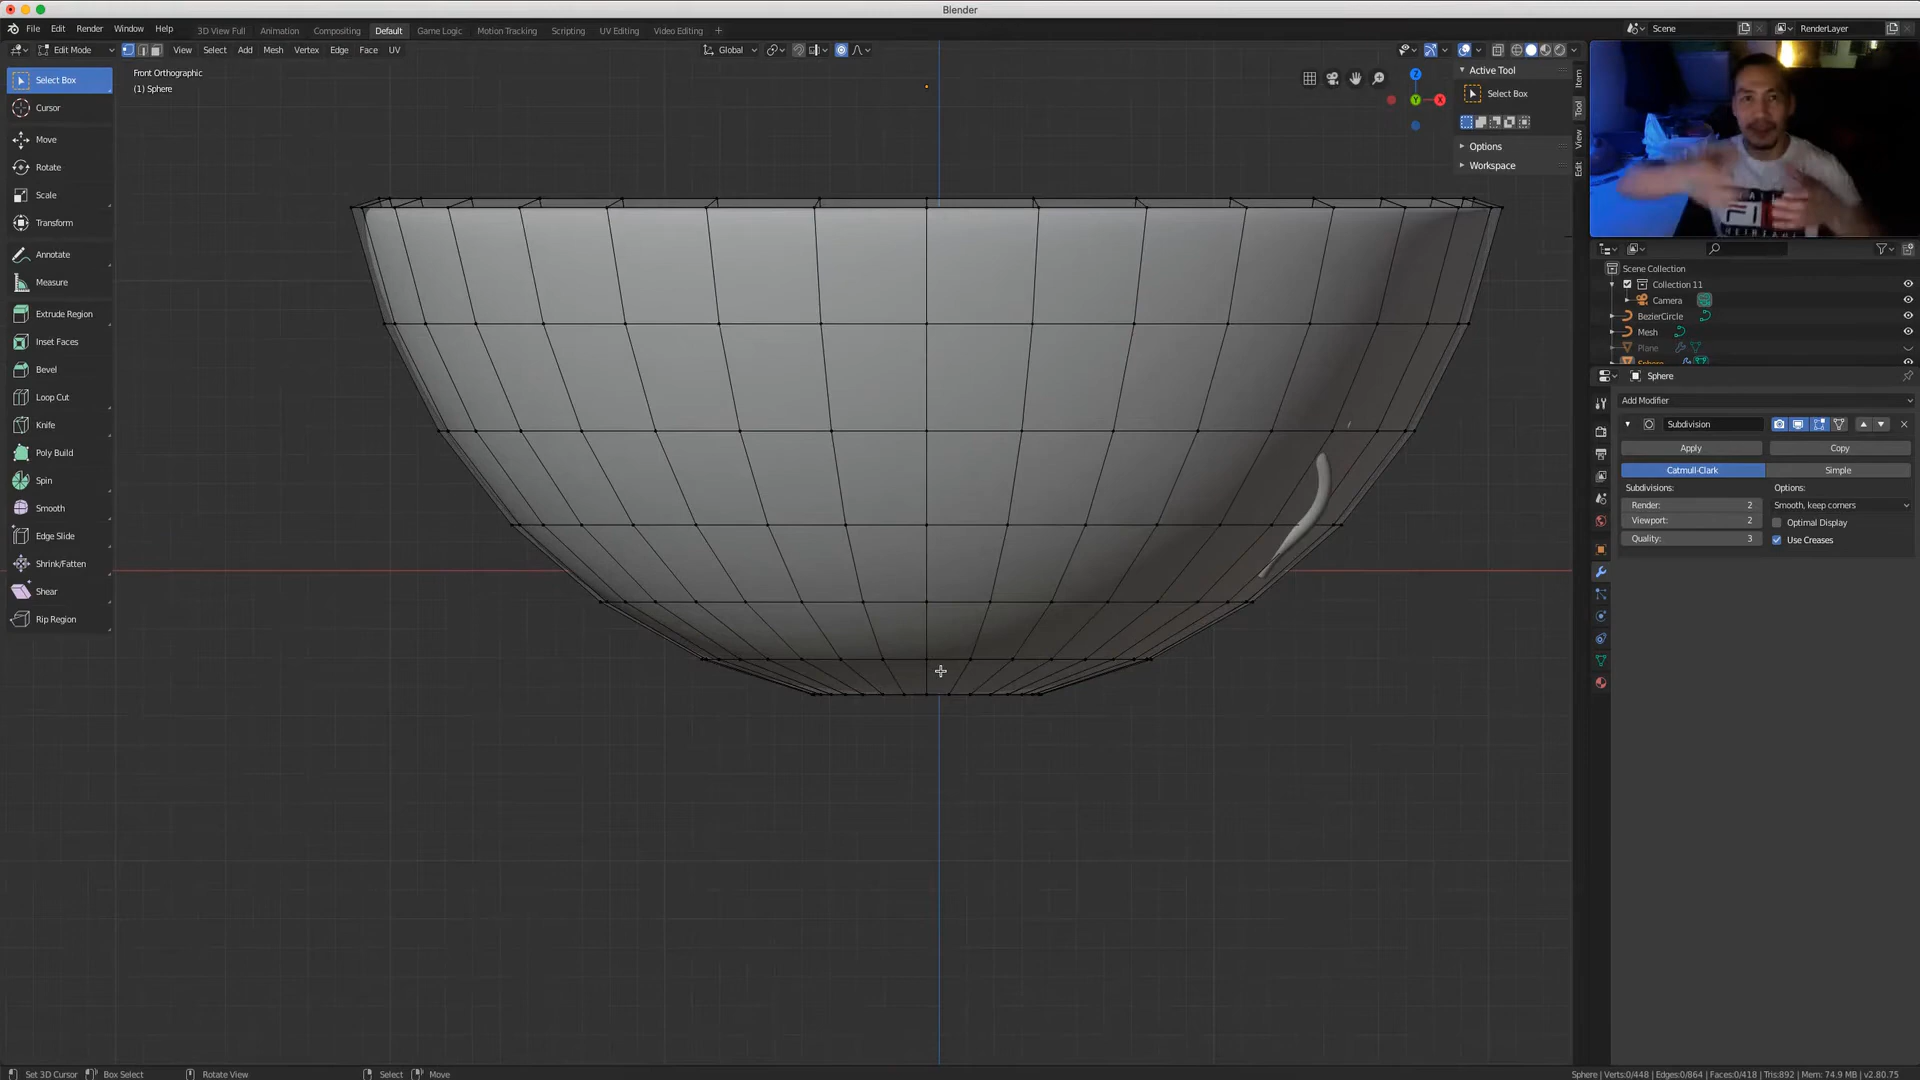 Blender
File Edit Render Window Help
3D View Full Animation Compositing Default Game Logic Motion Tracking Scripting UV Editing Video Editing
Scene
RenderLayer
Edit Mode View Select Add Mesh Vertex Edge Face UV
Global
Select Box
Cursor
Move
Rotate
Scale
Transform
Annotate
Measure
Extrude Region
Inset Faces
Bevel
Loop Cut
Knife
Poly Build
Spin
Smooth
Edge Slide
Shrink/Fatten
Shear
Rip Region
Front Orthographic
(1) Sphere
Z
Y
X
Active Tool
Select Box
Options
Workspace
Item
Tool
View
Edit
Scene Collection
Collection 11
Camera
BezierCircle
Mesh
Plane
Sphere
Sphere
Add Modifier
Subdivision
Apply Copy
Catmull-Clark Simple
Subdivisions: Options:
Render: 2 Smooth, keep corners
Viewport: 2 Optimal Display
Quality: 3 Use Creases
Set 3D Cursor Box Select Rotate View Select Move
Sphere | Verts:0/448 | Edges:0/864 | Faces:0/418 | Tris:892 | Mem: 74.9 MB | v2.80.75